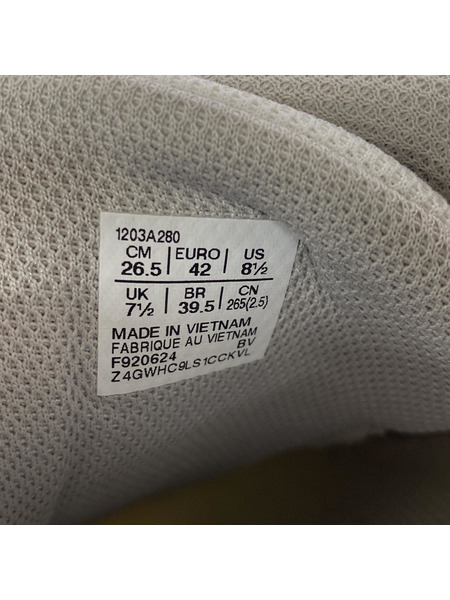 1203A280
CM | EURO | US
26.5 | 42 | 8½
UK | BR | CN
7½ | 39.5 | 265(2.5)
MADE IN VIETNAM
FABRIQUE AU VIETNAM
F920624 BV
Z4GWHC9LS1CCKVL